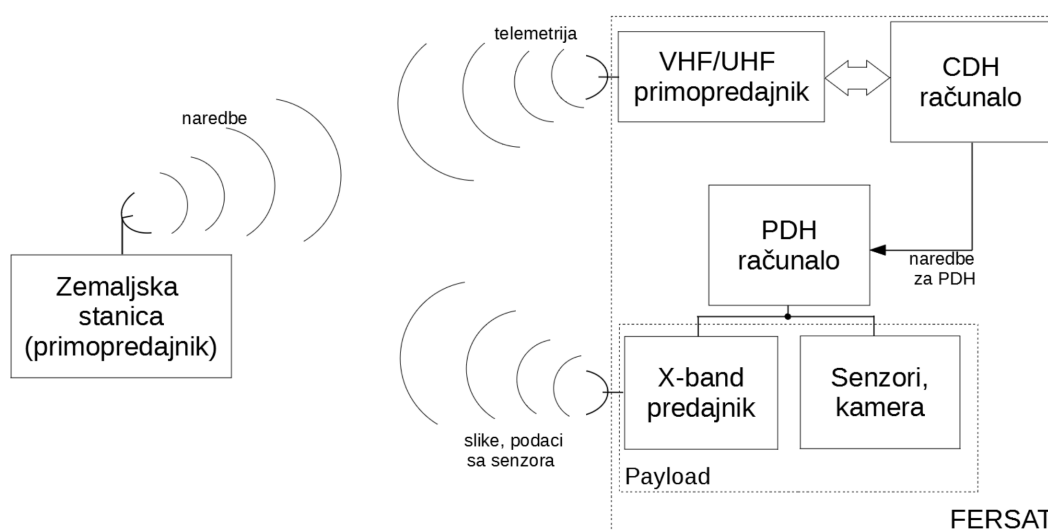 telemetrija
VHF/UHF
primopredajnik
CDH
računalo
naredbe
PDH
računalo
naredbe
za PDH
Zemaljska
stanica
(primopredajnik)
X-band
predajnik
Senzori,
kamera
slike, podaci
sa senzora
Payload
FERSAT